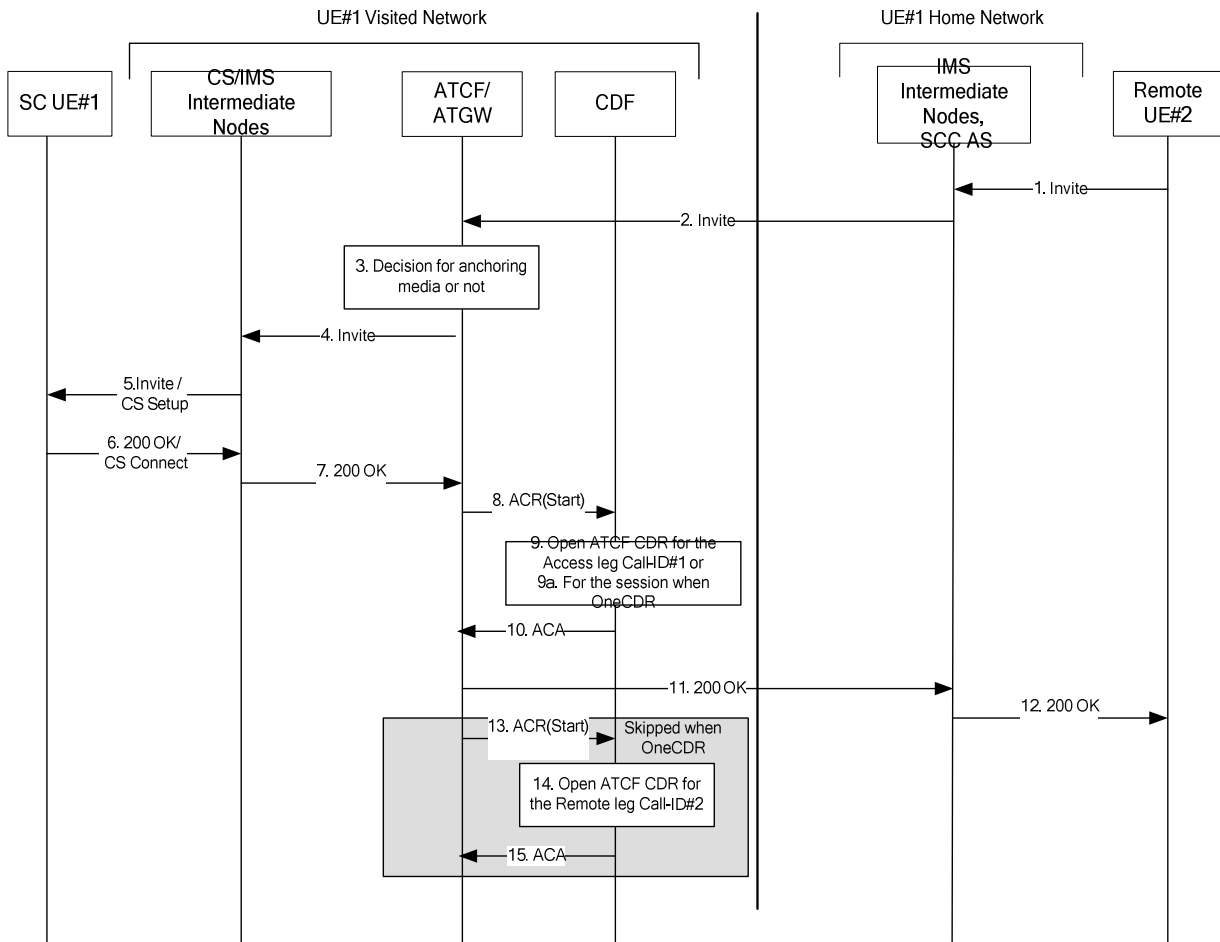 UE#1 Visited Network
UE#1 Home Network
SC UE#1
CS/IMS
Intermediate
Nodes
ATCF/
ATGW
CDF
IMS
Intermediate
Nodes,
SCC AS
Remote
UE#2
1. Invite
2. Invite
3. Decision for anchoring
media or not
4. Invite
5.Invite /
CS Setup
6. 200 OK/
CS Connect
7. 200 OK
8. ACR(Start)
9. Open ATCF CDR for the
Access leg Call-ID#1 or
9a. For the session when
OneCDR
10. ACA
11. 200 OK
12. 200 OK
13. ACR(Start)
Skipped when
OneCDR
14. Open ATCF CDR for
the Remote leg Call-ID#2
15. ACA